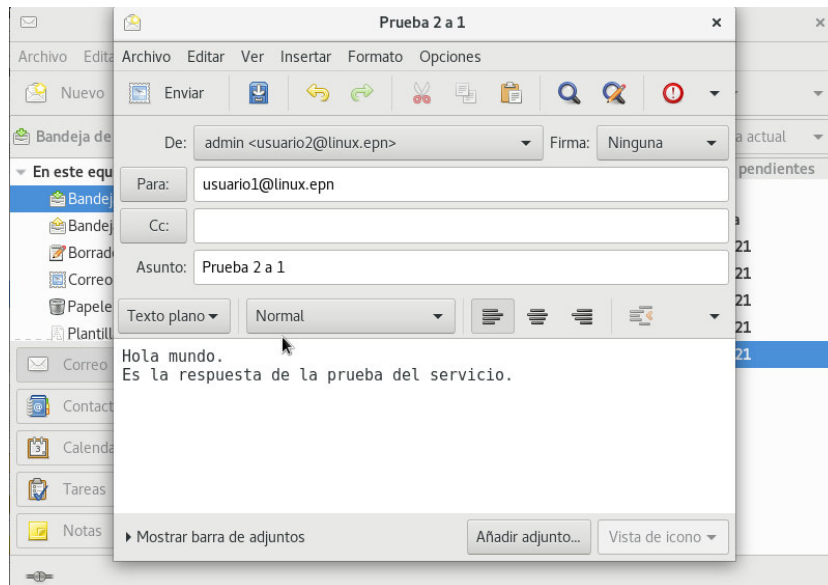 Prueba 2 a 1
Archivo Edita
Archivo Editar Ver Insertar Formato Opciones
Nuevo
Enviar
Bandeja de
De: admin <usuario2@linux.epn> Firma: Ninguna
a actual
En este equ
pendientes
Para: usuario1@linux.epn
Bandej
Cc:
Bandej
Borrad
21
Asunto: Prueba 2 a 1
Correo
21
Papele
21
Texto plano Normal
Plantill
21
21
Hola mundo.
Es la respuesta de la prueba del servicio.
Correo
Contact
Calenda
Tareas
Notas
Mostrar barra de adjuntos Añadir adjunto... Vista de icono